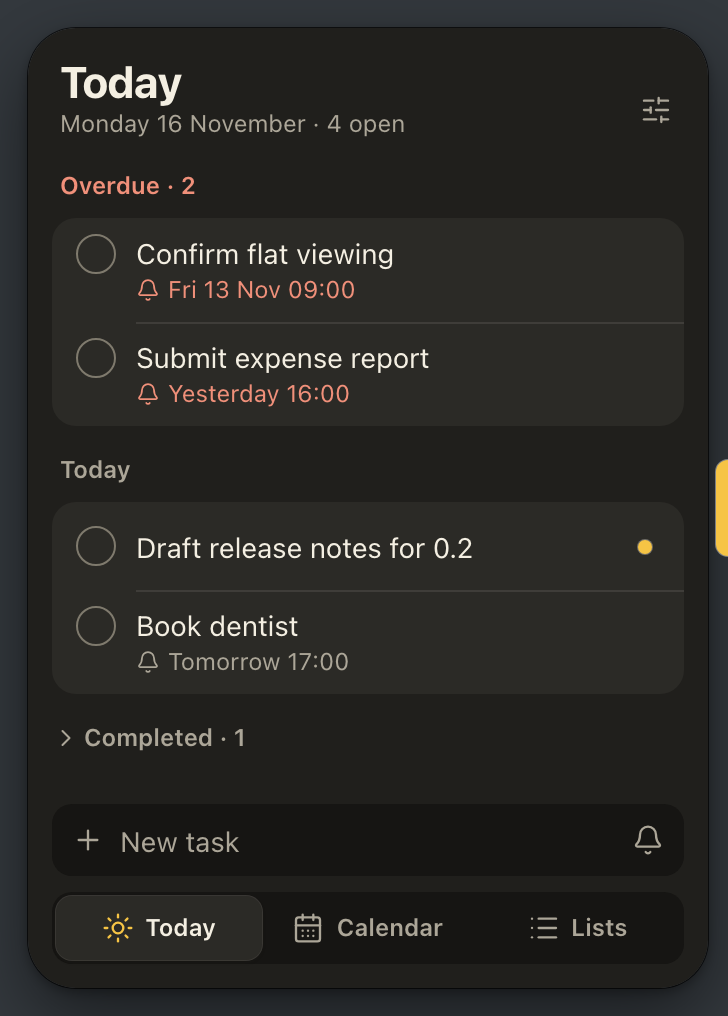 Today
Monday 16 November · 4 open
Overdue · 2
Confirm flat viewing
Fri 13 Nov 09:00
Submit expense report
Yesterday 16:00
Today
Draft release notes for 0.2
Book dentist
Tomorrow 17:00
Completed · 1
New task
Today
Calendar
Lists